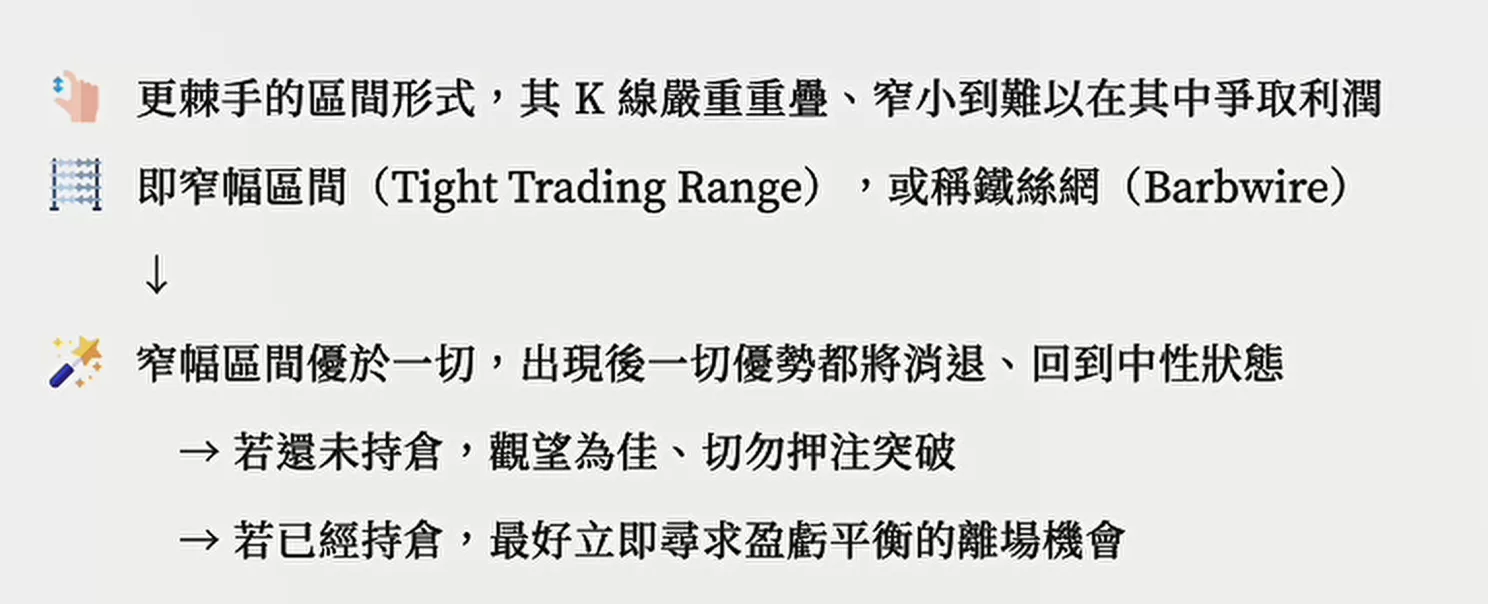 更棘手的區間形式，其 K 線嚴重重疊、窄小到難以在其中爭取利潤
即窄幅區間（Tight Trading Range），或稱鐵絲網（Barbwire）
↓
窄幅區間優於一切，出現後一切優勢都將消退、回到中性狀態
→ 若還未持倉，觀望為佳、切勿押注突破
→ 若已經持倉，最好立即尋求盈虧平衡的離場機會